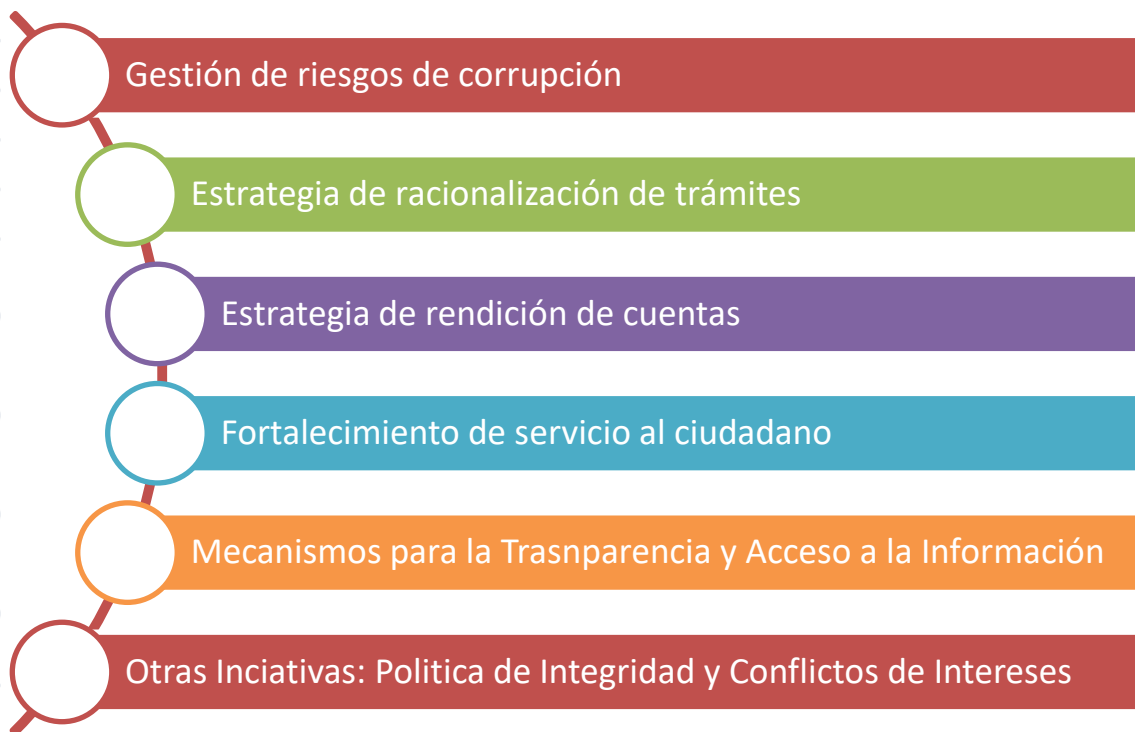 Gestión de riesgos de corrupción
Estrategia de racionalización de trámites
Estrategia de rendición de cuentas
Fortalecimiento de servicio al ciudadano
Mecanismos para la Trasnparencia y Acceso a la Información
Otras Inciativas: Politica de Integridad y Conflictos de Intereses